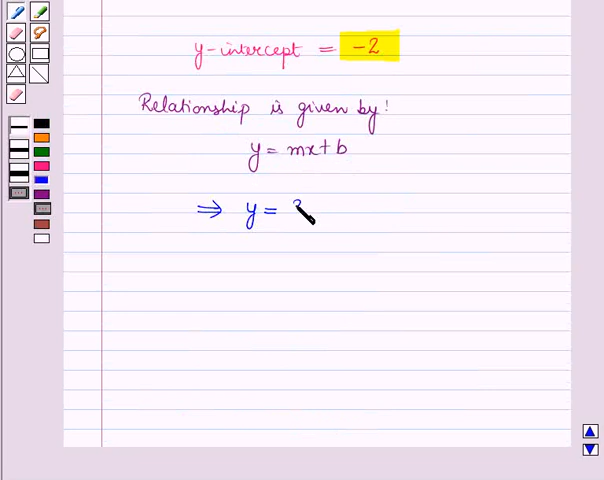 y-intercept = -2
Relationship is given by:
y = mx + b
⇒ y =